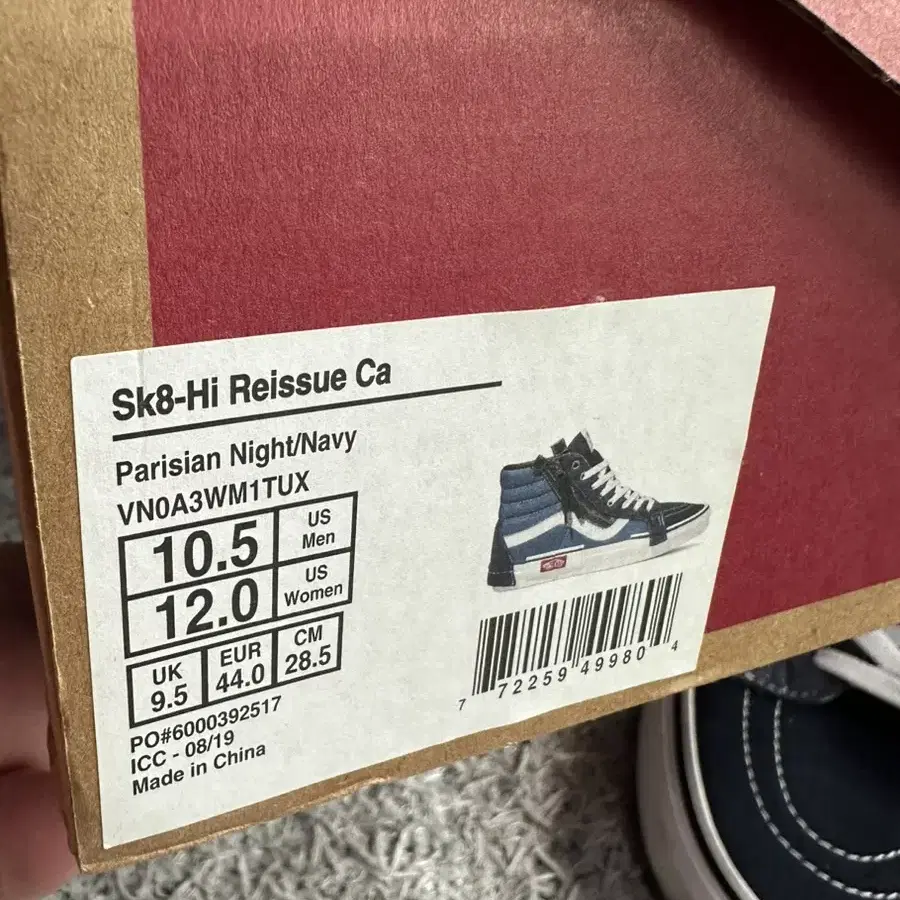 Sk8-Hi Reissue Ca
Parisian Night/Navy
VN0A3WM1TUX
10.5 US Men
12.0 US Women
UK 9.5
EUR 44.0
CM 28.5
PO#6000392517
ICC - 08/19
Made in China
7 72259 49980 4